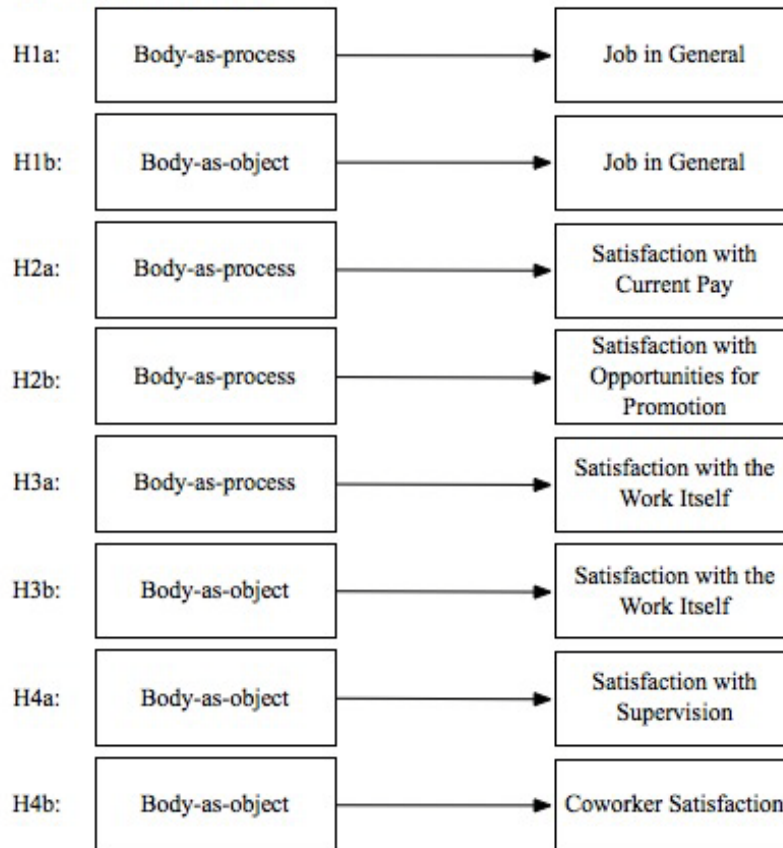 H1a: Body-as-process Job in General
H1b: Body-as-object Job in General
H2a: Body-as-process Satisfaction with
Current Pay
H2b: Body-as-process Satisfaction with
Opportunities for
Promotion
H3a: Body-as-process Satisfaction with the
Work Itself
H3b: Body-as-object Satisfaction with the
Work Itself
H4a: Body-as-object Satisfaction with
Supervision
H4b: Body-as-object Coworker Satisfaction